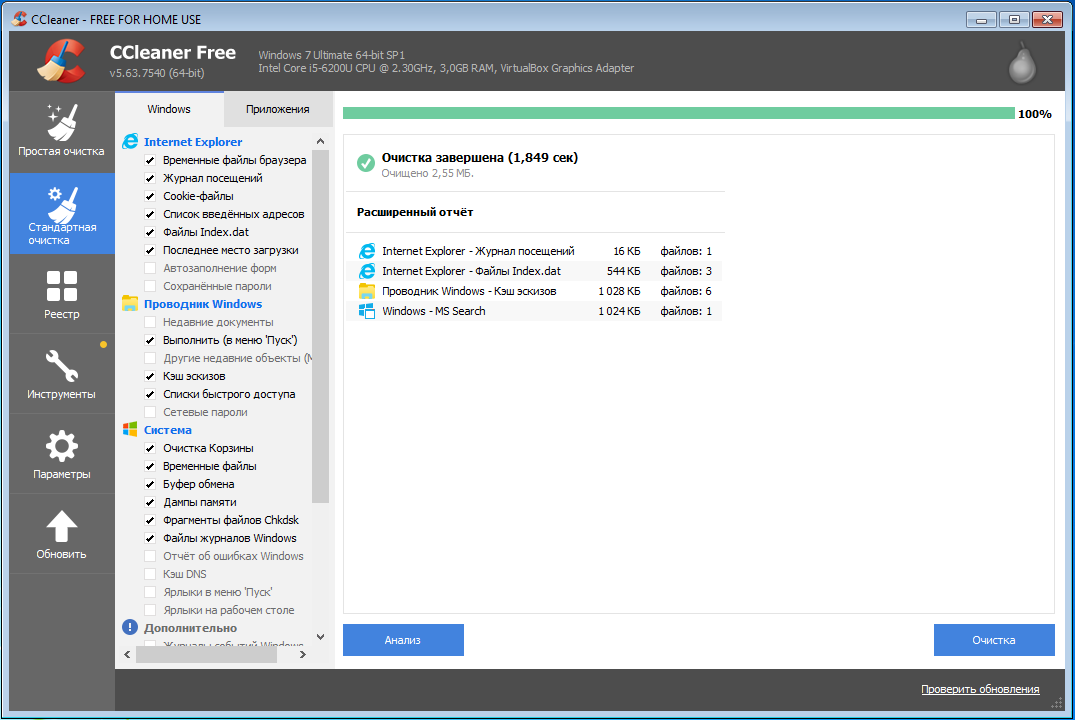 CCleaner - FREE FOR HOME USE
CCleaner Free
v5.63.7540 (64-bit)
Windows 7 Ultimate 64-bit SP1
Intel Core i5-6200U CPU @ 2.30GHz, 3,0GB RAM, VirtualBox Graphics Adapter
Простая очистка
Стандартная
очистка
Реестр
Инструменты
Параметры
Обновить
Windows
Приложения
Internet Explorer
Временные файлы браузера
Журнал посещений
Cookie-файлы
Список введённых адресов
Файлы Index.dat
Последнее место загрузки
Автозаполнение форм
Сохранённые пароли
Проводник Windows
Недавние документы
Выполнить (в меню 'Пуск')
Другие недавние объекты (М
Кэш эскизов
Списки быстрого доступа
Сетевые пароли
Система
Очистка Корзины
Временные файлы
Буфер обмена
Дампы памяти
Фрагменты файлов Chkdsk
Файлы журналов Windows
Отчёт об ошибках Windows
Кэш DNS
Ярлыки в меню 'Пуск'
Ярлыки на рабочем столе
Дополнительно
Журналы событий Windows
100%
Очистка завершена (1,849 сек)
Очищено 2,55 МБ.
Расширенный отчёт
Internet Explorer - Журнал посещений 16 КБ файлов: 1
Internet Explorer - Файлы Index.dat 544 КБ файлов: 3
Проводник Windows - Кэш эскизов 1 028 КБ файлов: 6
Windows - MS Search 1 024 КБ файлов: 1
Анализ
Очистка
Проверить обновления